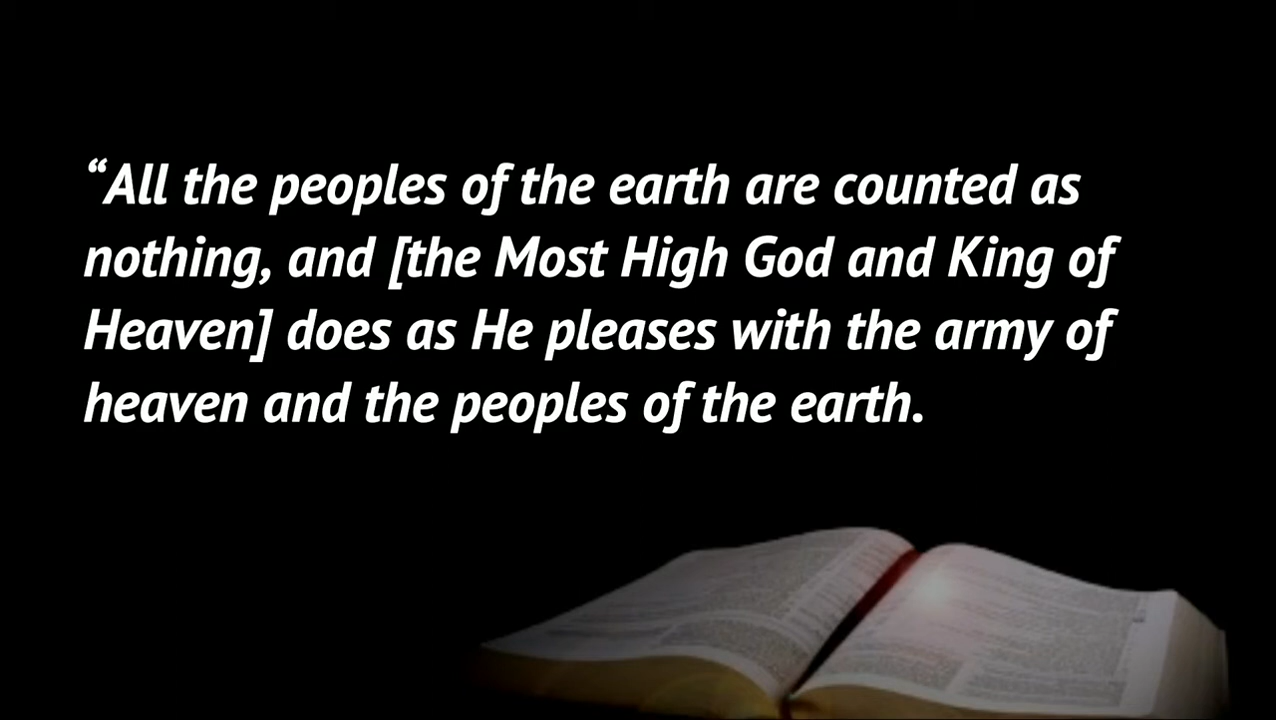 “All the peoples of the earth are counted as
nothing, and [the Most High God and King of
Heaven] does as He pleases with the army of
heaven and the peoples of the earth.